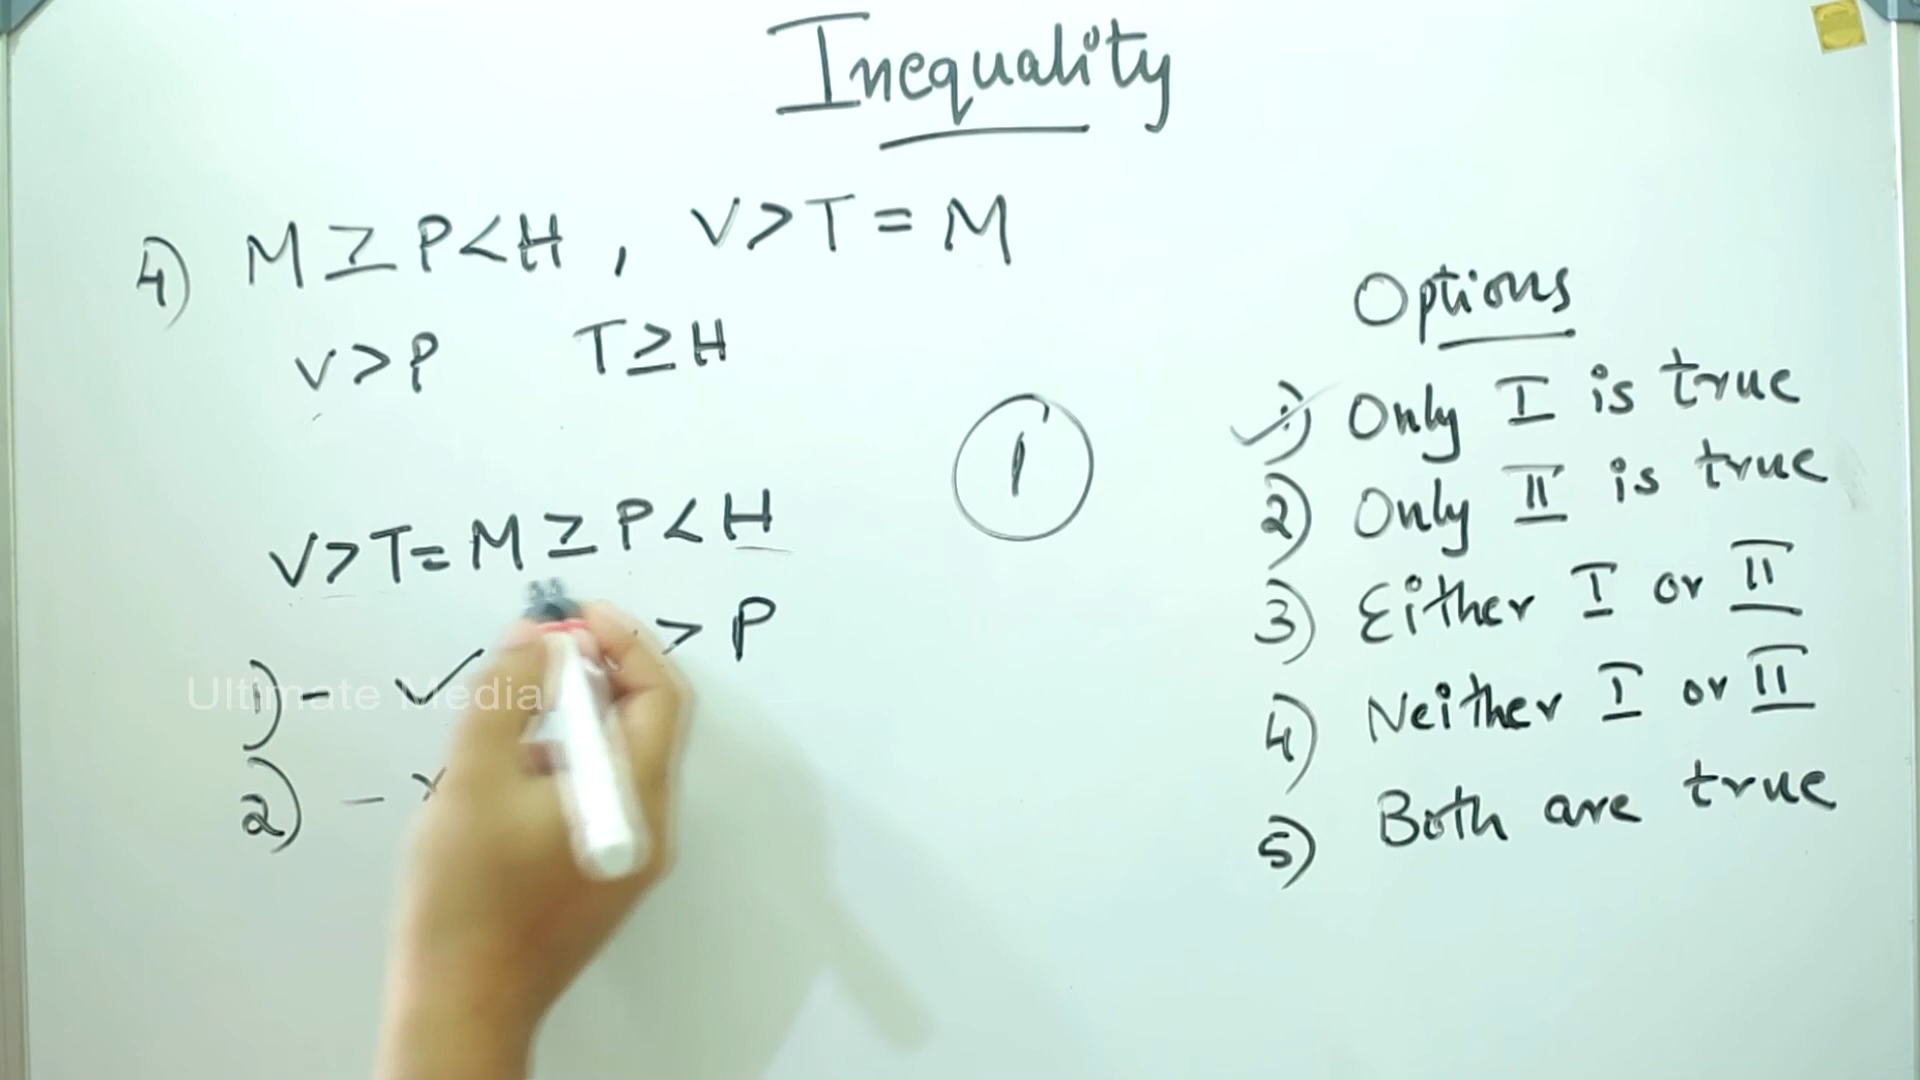 Inequality
4) M ≥ P < H , V > T = M
V > P T ≥ H
V > T = M ≥ P < H
> P
1) - ✓
2) - x
1
Options
1) Only I is true
2) Only II is true
3) Either I or II
4) Neither I or II
5) Both are true
Ultimate Media